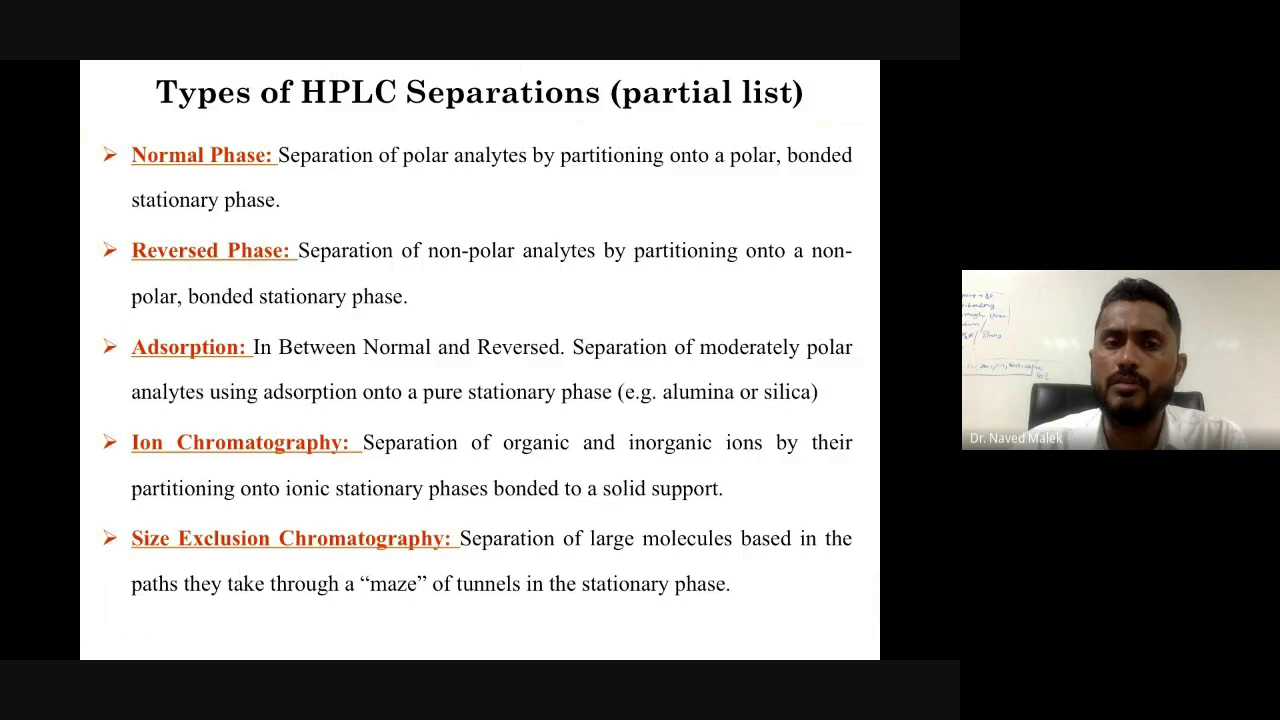 Types of HPLC Separations (partial list)
➢ Normal Phase: Separation of polar analytes by partitioning onto a polar, bonded
stationary phase.
➢ Reversed Phase: Separation of non-polar analytes by partitioning onto a non-
polar, bonded stationary phase.
➢ Adsorption: In Between Normal and Reversed. Separation of moderately polar
analytes using adsorption onto a pure stationary phase (e.g. alumina or silica)
➢ Ion Chromatography: Separation of organic and inorganic ions by their
partitioning onto ionic stationary phases bonded to a solid support.
➢ Size Exclusion Chromatography: Separation of large molecules based in the
paths they take through a “maze” of tunnels in the stationary phase.
Dr. Naved Malek